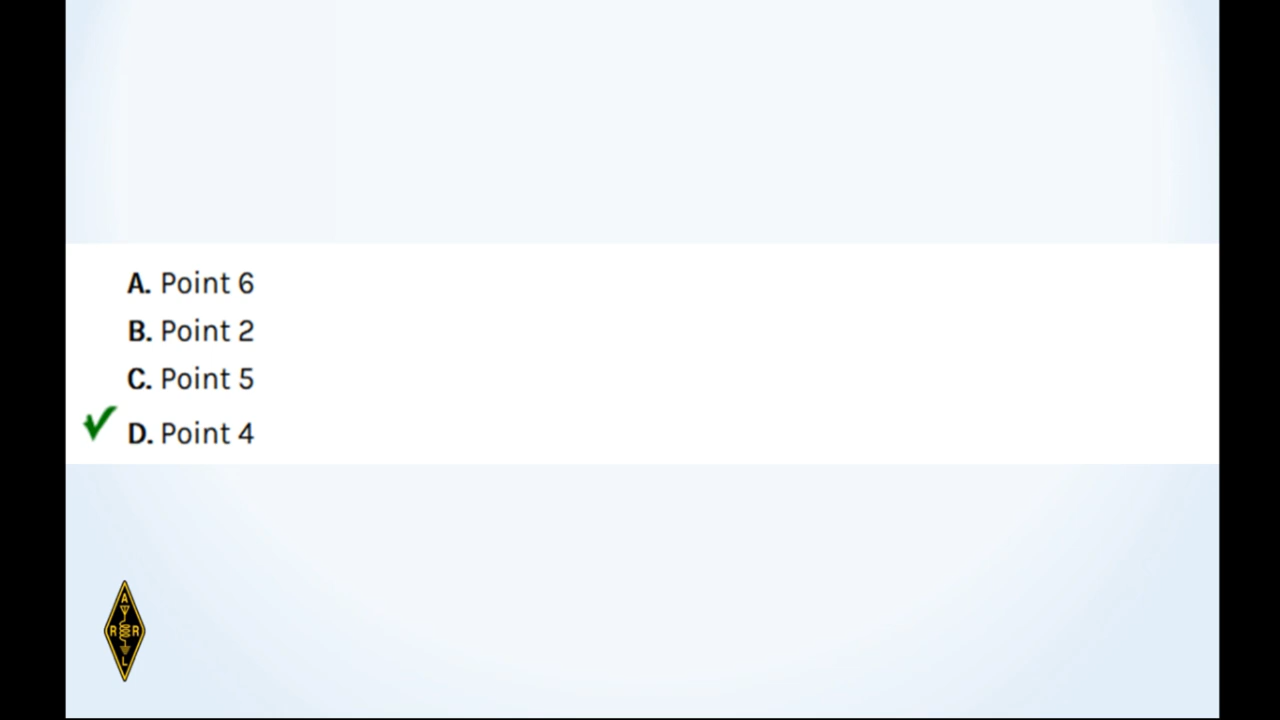 A. Point 6
B. Point 2
C. Point 5
D. Point 4
A
R R
L